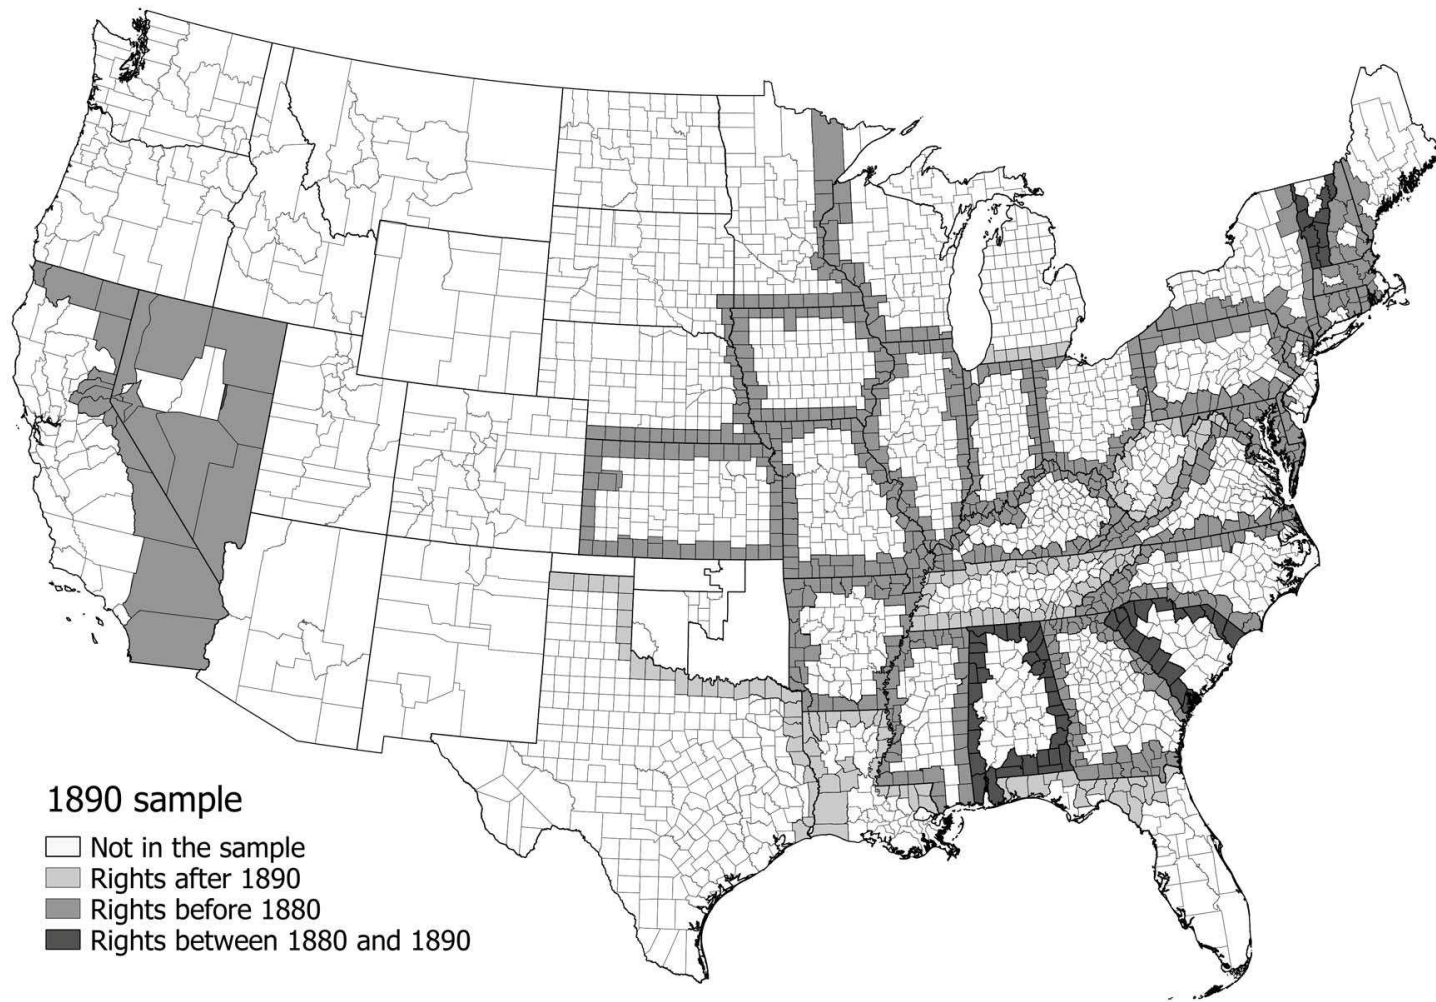 1890 sample
Not in the sample
Rights after 1890
Rights before 1880
Rights between 1880 and 1890